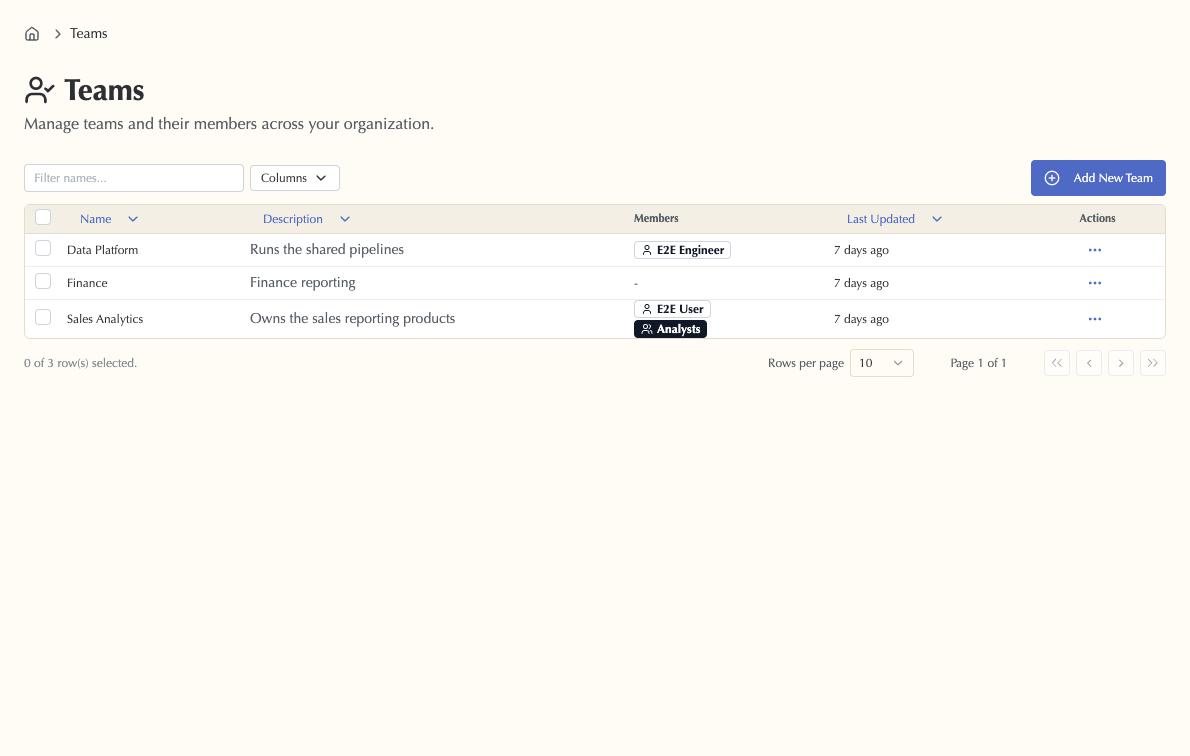 Teams
Teams
Manage teams and their members across your organization.
Filter names...
Columns
Add New Team
Name Description Members Last Updated Actions
Data Platform Runs the shared pipelines E2E Engineer 7 days ago
Finance Finance reporting - 7 days ago
Sales Analytics Owns the sales reporting products E2E User 7 days ago
Analysts
0 of 3 row(s) selected. Rows per page 10 Page 1 of 1